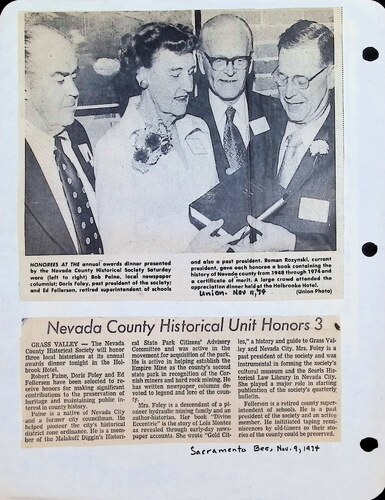 HONOREES AT THE annual awards dinner presented
by the Nevada County Historical Society Saturday
were (left to right) Bob Paine, local newspaper
columnist; Doris Foley, past president of the society;
and Ed Fellersen, retired superintendent of schools
and also a past president. Roman Rozynski, current
president, gave each honoree a book containing the
history of Nevada county from 1948 through 1974 and
a certificate of merit. A large crowd attended the
appreciation dinner held at the Holbrooke Hotel.
Union- Nov 11, 74 (Union Photo)
Nevada County Historical Unit Honors 3
GRASS VALLEY — The Nevada
County Historical Society will honor
three local historians at its annual
awards dinner tonight in the Hol-
brook Hotel.
Robert Paine, Doris Foley and Ed
Fellersen have been selected to re-
ceive honors for making significant
contributions to the preservation of
heritage and maintaining public in-
terest in county history.
Paine is a native of Nevada City
and a former city councilman. He
helped pioneer the city's historical
district zone ordinance. He is a mem-
ber of the Malakoff Diggin's Histori-
cal State Park Citizens' Advisory
Committee and was active in the
movement for acquisition of the park.
He is active in helping establish the
Empire Mine as the county's second
state park in recognition of the Cor-
nish miners and hard rock mining. He
has written newspaper columns de-
voted to legend and lore of the coun-
ty.
Mrs. Foley is a descendant of a pi-
oneer hydraulic mining family and an
author-historian. Her book "Divine
Eccentric" is the story of Lola Montez
as revealed through early-day news-
paper accounts. She wrote "Gold Cit-
ies," a history and guide to Grass Val-
ley and Nevada City. Mrs. Foley is a
past president of the society and was
instrumental in forming the society's
cultural museum and the Searls His-
torical Law Library in Nevada City.
She played a major role in starting
publication of the society's quarterly
bulletin.
Fellersen is a retired county super-
intendent of schools. He is a past
president of the society and an active
member. He initiated taping remi-
niscences by old-timers so their sto-
ries of the county could be preserved.
Sacramento Bee, Nov. 9, 1974